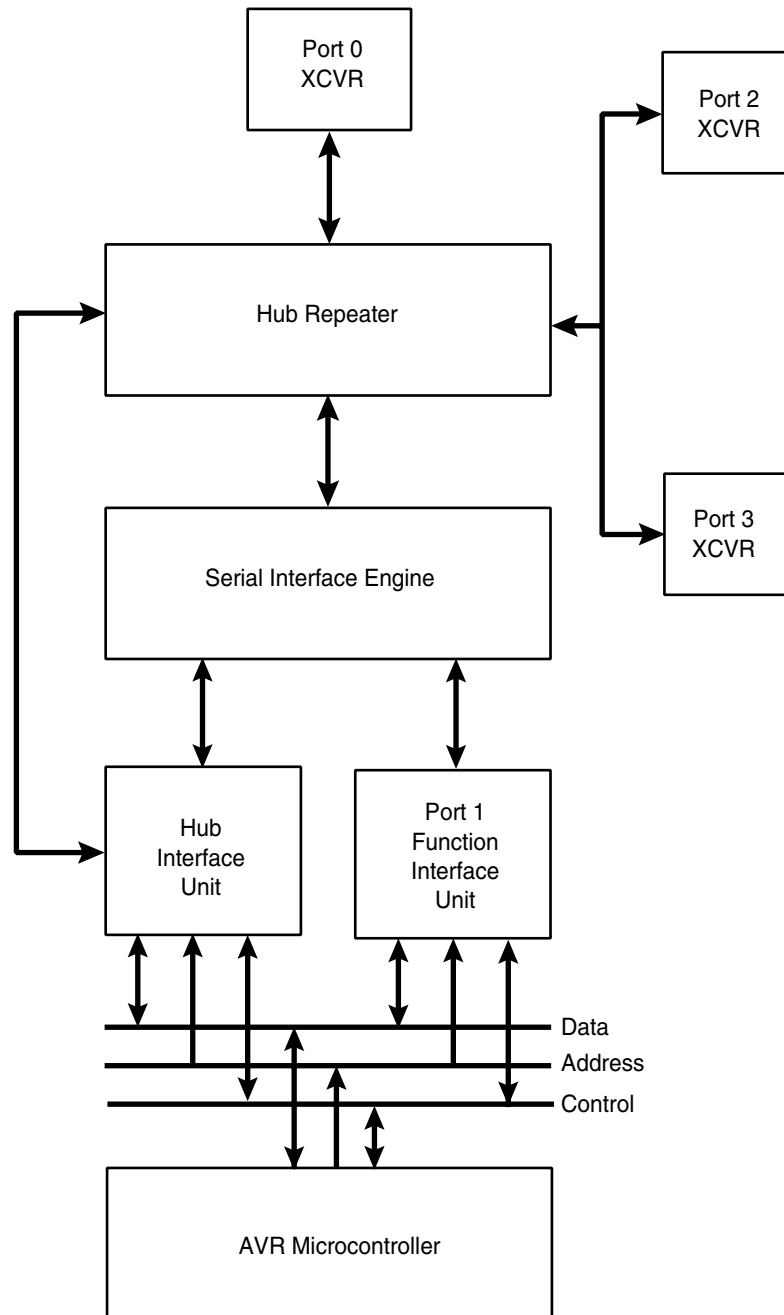 Port 0
XCVR
Port 2
XCVR
Hub Repeater
Port 3
XCVR
Serial Interface Engine
Hub
Interface
Unit
Port 1
Function
Interface
Unit
Data
Address
Control
AVR Microcontroller